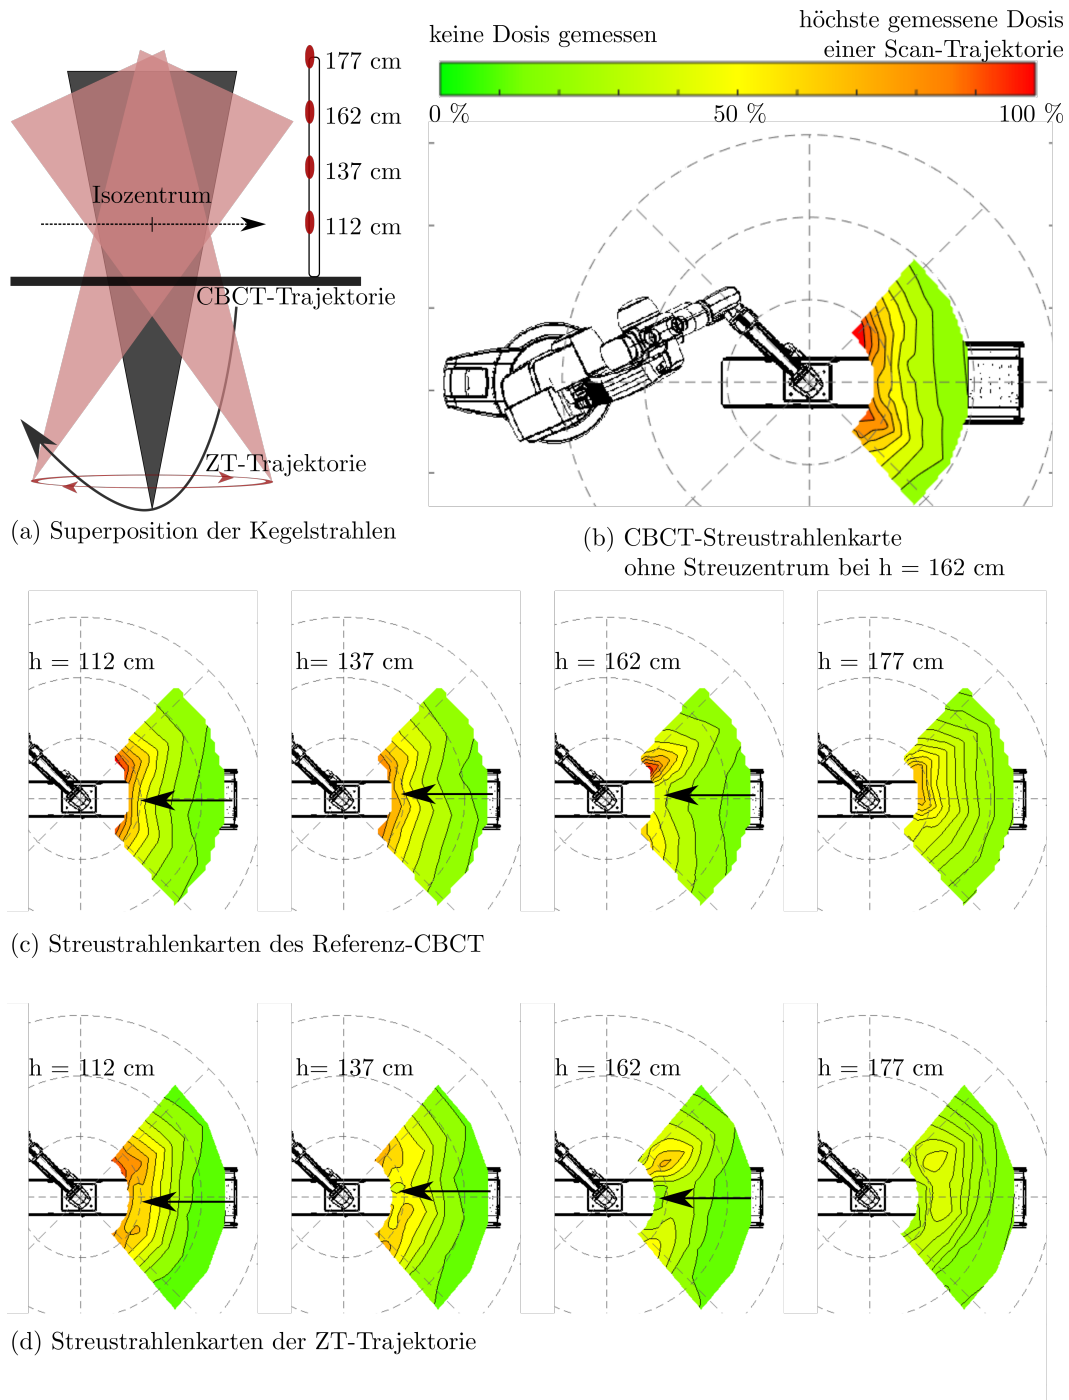 keine Dosis gemessen
höchste gemessene Dosis
einer Scan-Trajektorie
0 %
50 %
100 %
177 cm
162 cm
137 cm
112 cm
Isozentrum
CBCT-Trajektorie
ZT-Trajektorie
(a) Superposition der Kegelstrahlen
(b) CBCT-Streustrahlenkarte
ohne Streuzentrum bei h = 162 cm
h = 112 cm
h= 137 cm
h = 162 cm
h = 177 cm
(c) Streustrahlenkarten des Referenz-CBCT
h = 112 cm
h= 137 cm
h = 162 cm
h = 177 cm
(d) Streustrahlenkarten der ZT-Trajektorie